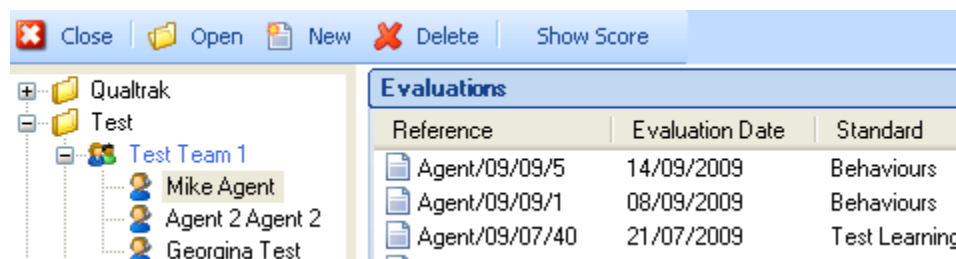 Close Open New Delete Show Score
Qualtrak
Test
Test Team 1
Mike Agent
Agent 2 Agent 2
Georgina Test
Evaluations
Reference Evaluation Date Standard
Agent/09/09/5 14/09/2009 Behaviours
Agent/09/09/1 08/09/2009 Behaviours
Agent/09/07/40 21/07/2009 Test Learning